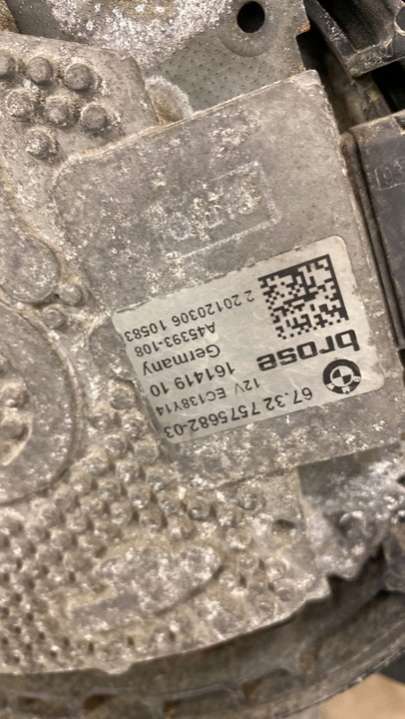 67.32 7575682-03
12V EC138Y14
brose 161419 10
Germany
A45393-108
2 20120306 10583